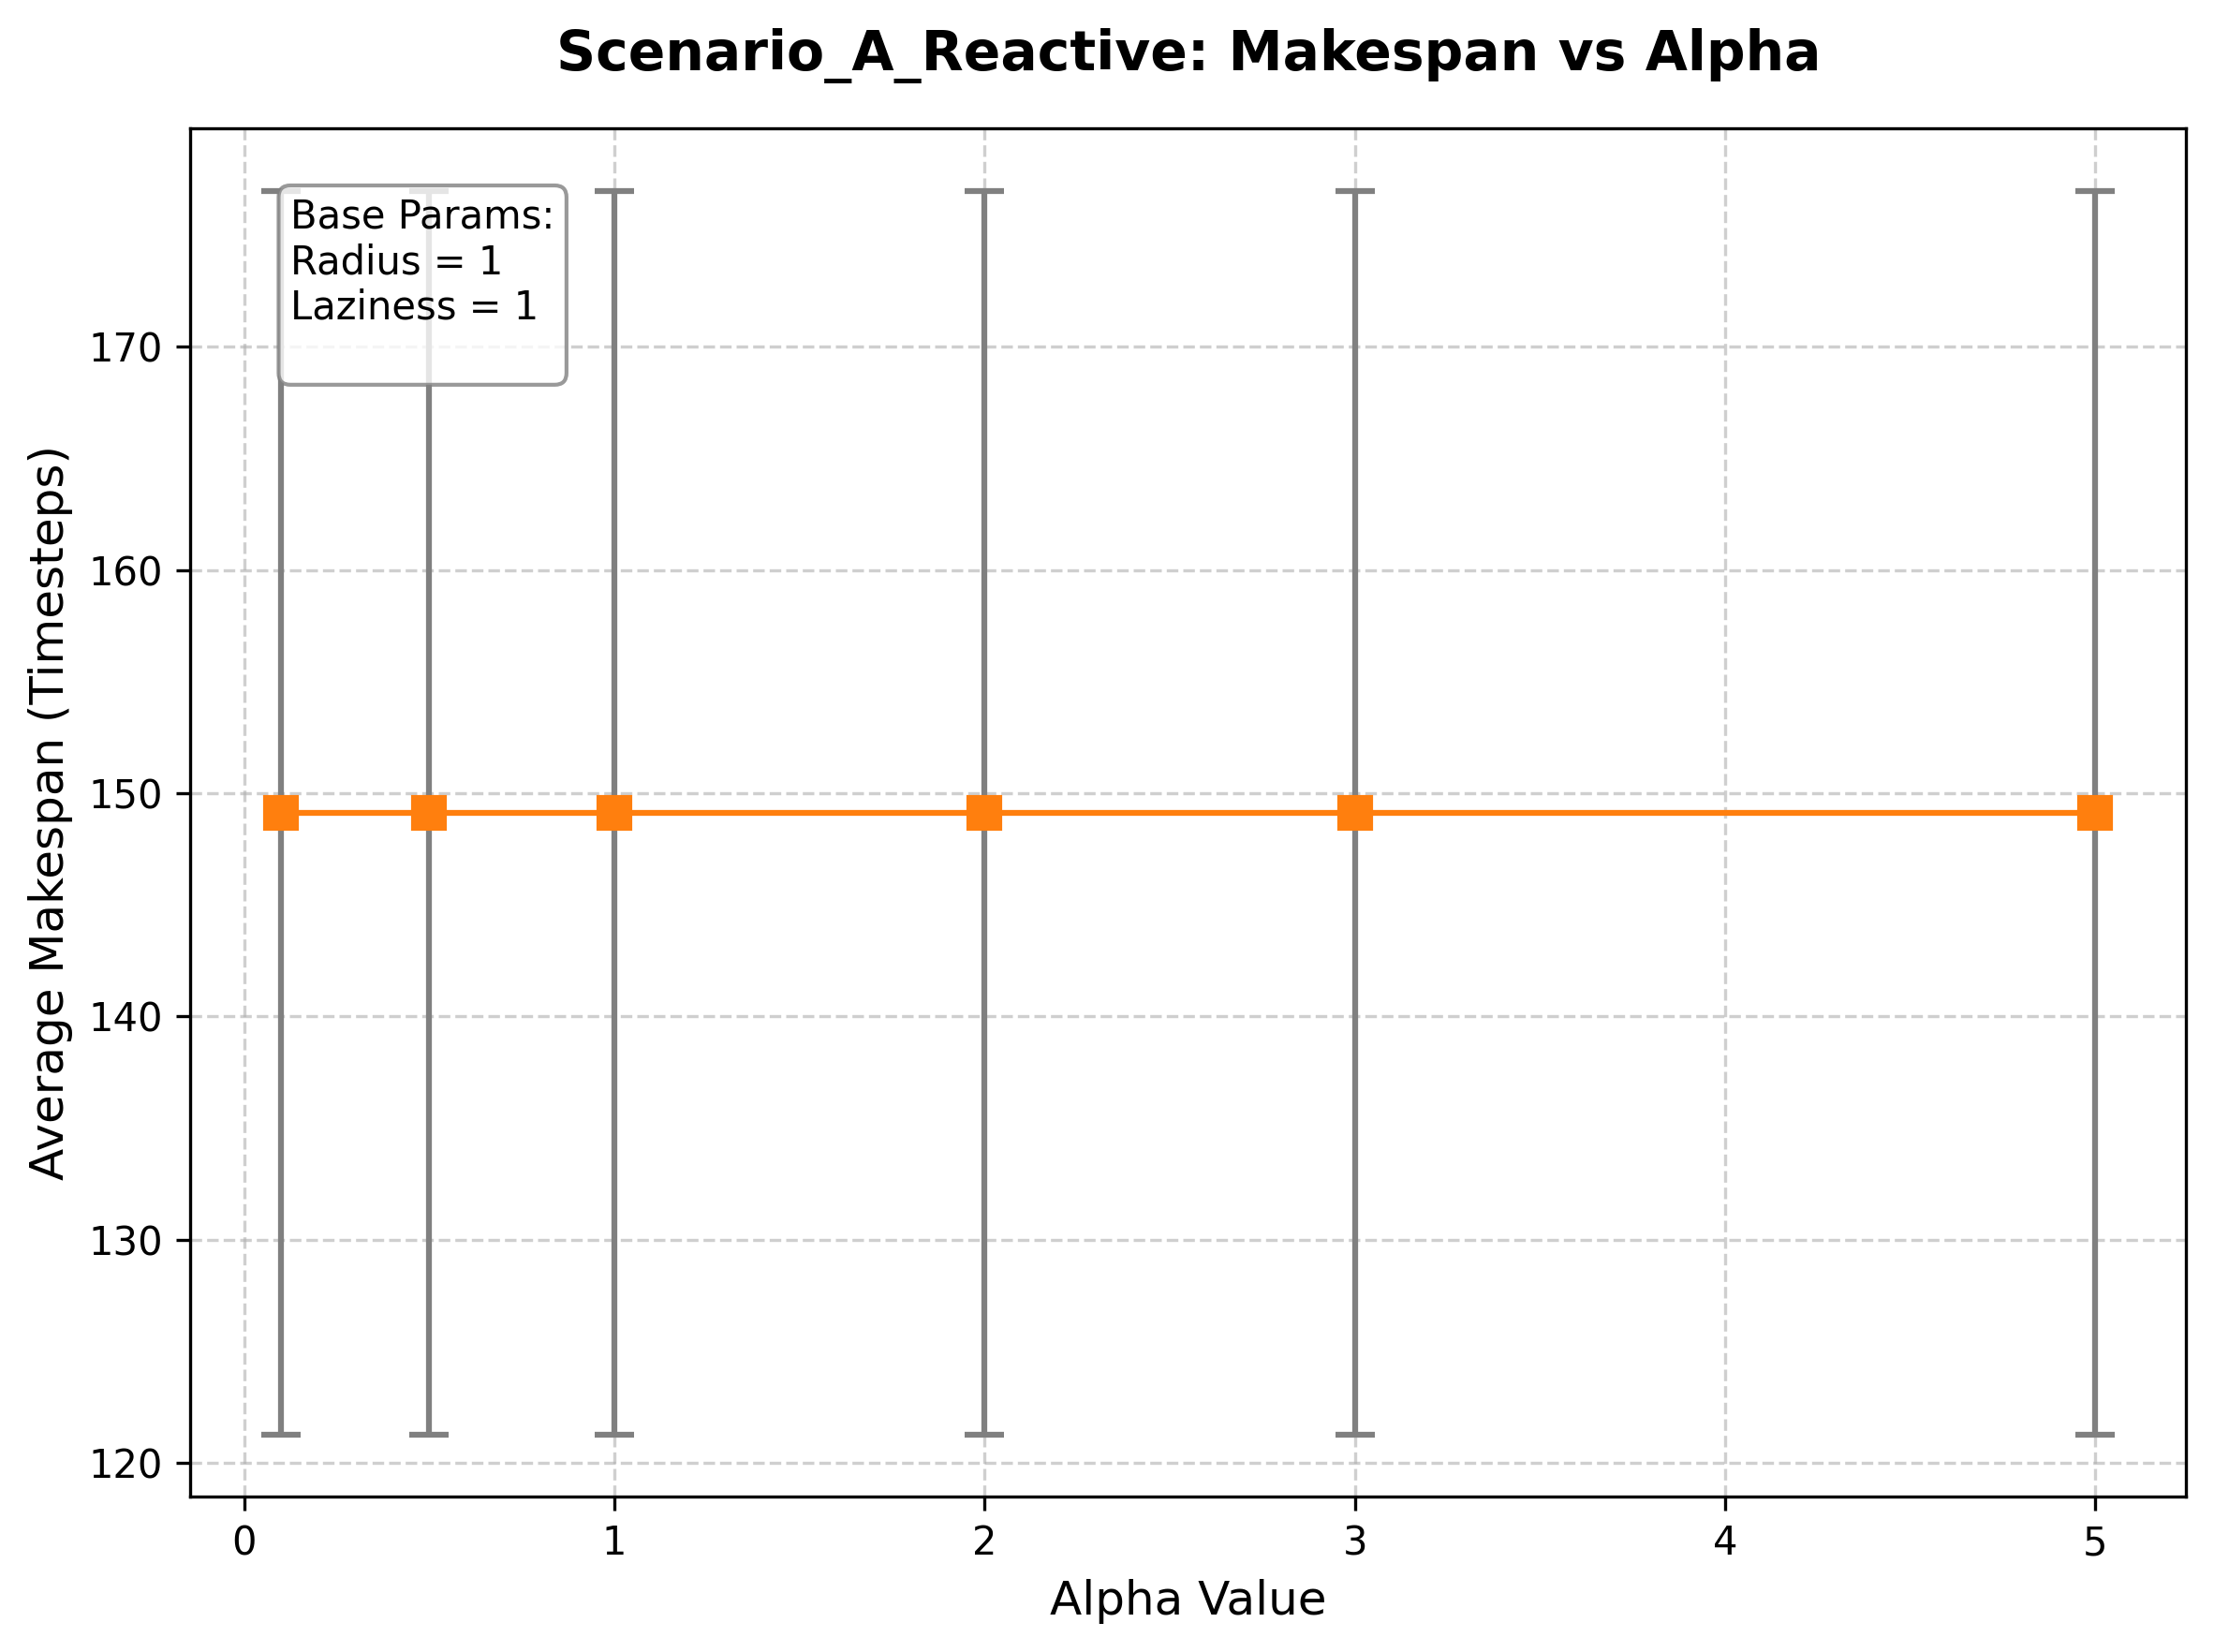 Scenario_A_Reactive: Makespan vs Alpha
Base Params:
Radius = 1
Laziness = 1
Average Makespan (Timesteps)
170
160
150
140
130
120
0 1 2 3 4 5
Alpha Value